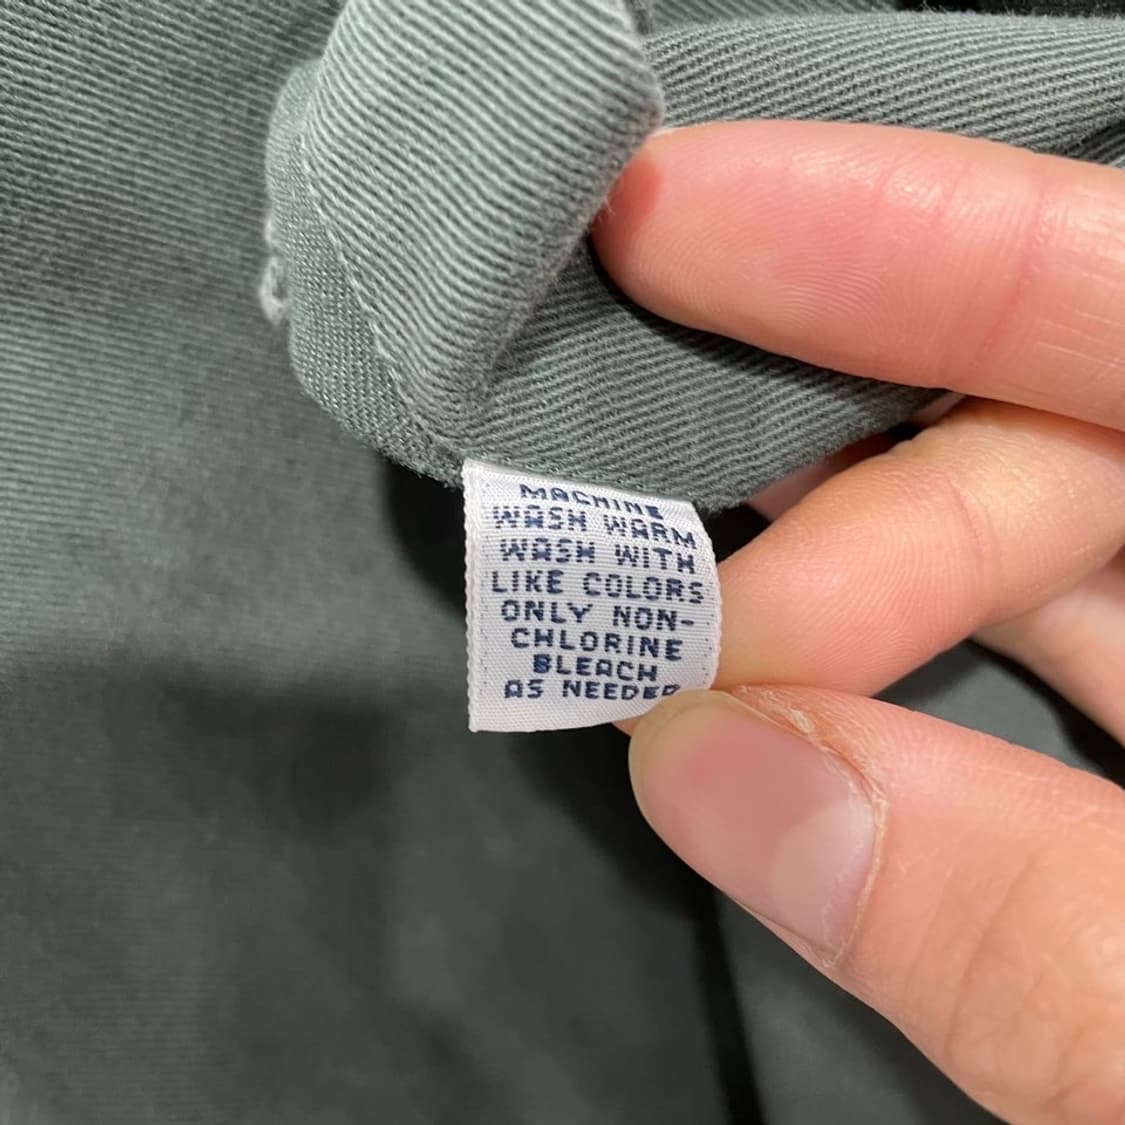 MACHINE
WASH WARM
WASH WITH
LIKE COLORS
ONLY NON-
CHLORINE
BLEACH
AS NEEDED